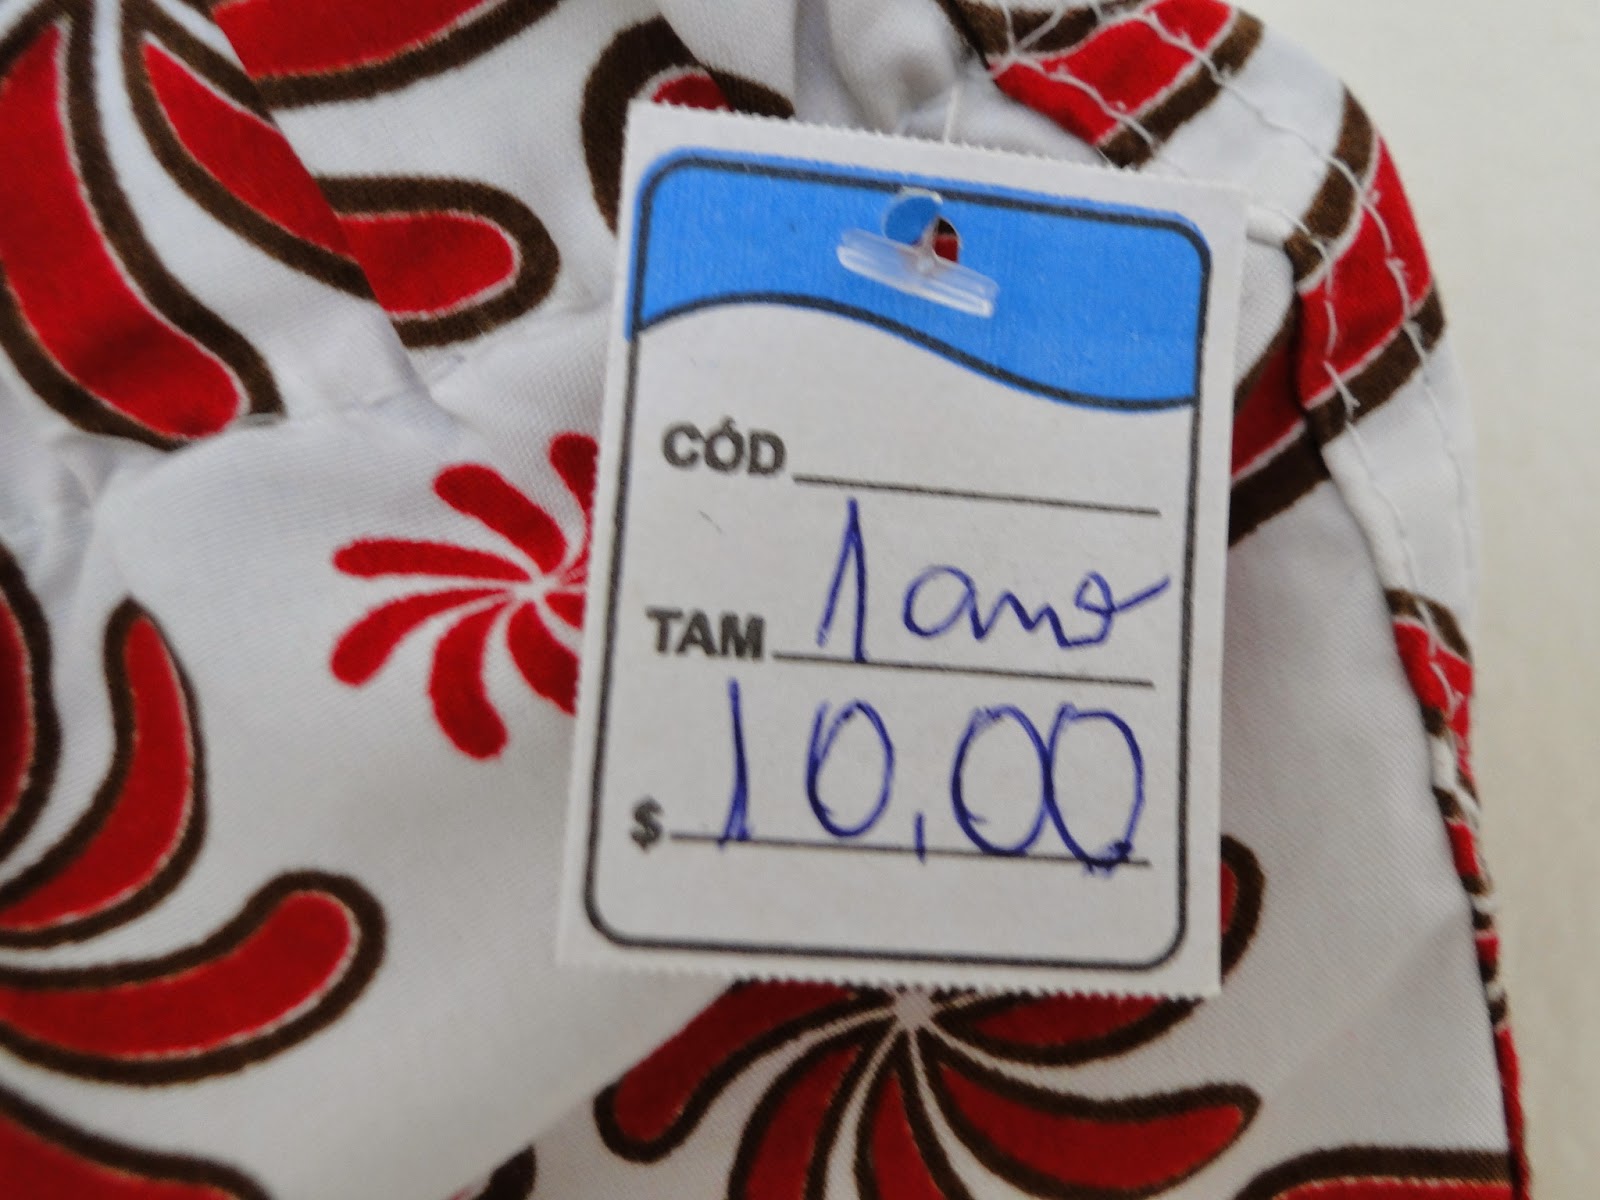 CÓD
TAM 1 ano
$ 10,00